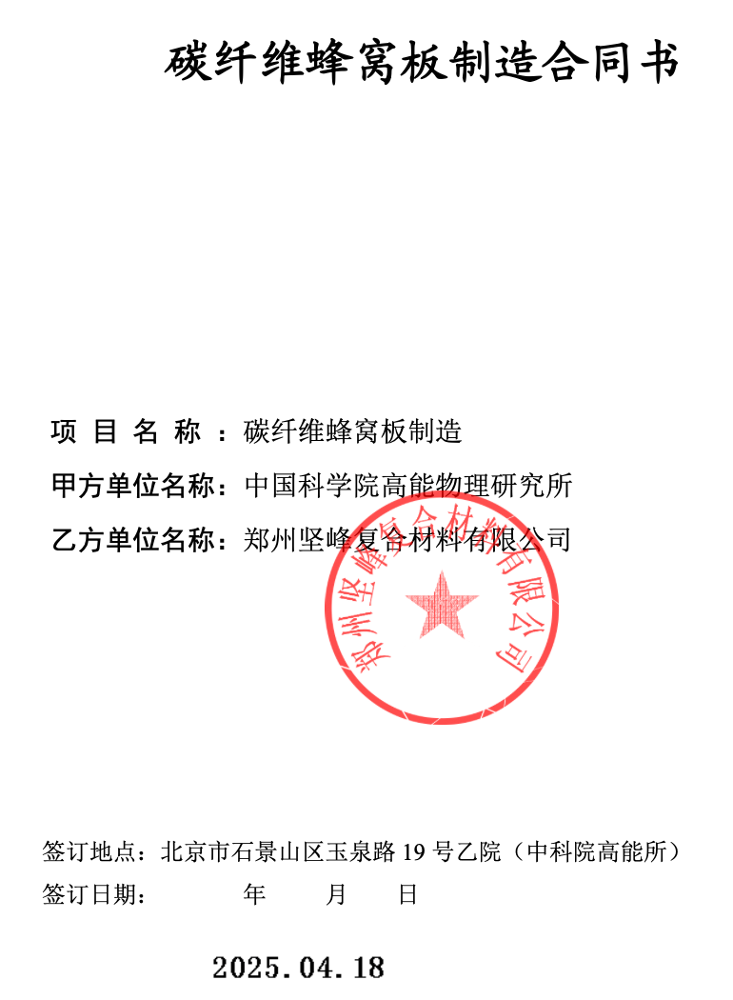 碳纤维蜂窝板制造合同书
项 目 名 称 ：碳纤维蜂窝板制造
甲方单位名称：中国科学院高能物理研究所
乙方单位名称：郑州坚峰复合材料有限公司
郑州坚峰复合材料有限公司
签订地点：北京市石景山区玉泉路 19 号乙院（中科院高能所）
签订日期： 年 月 日
2025.04.18